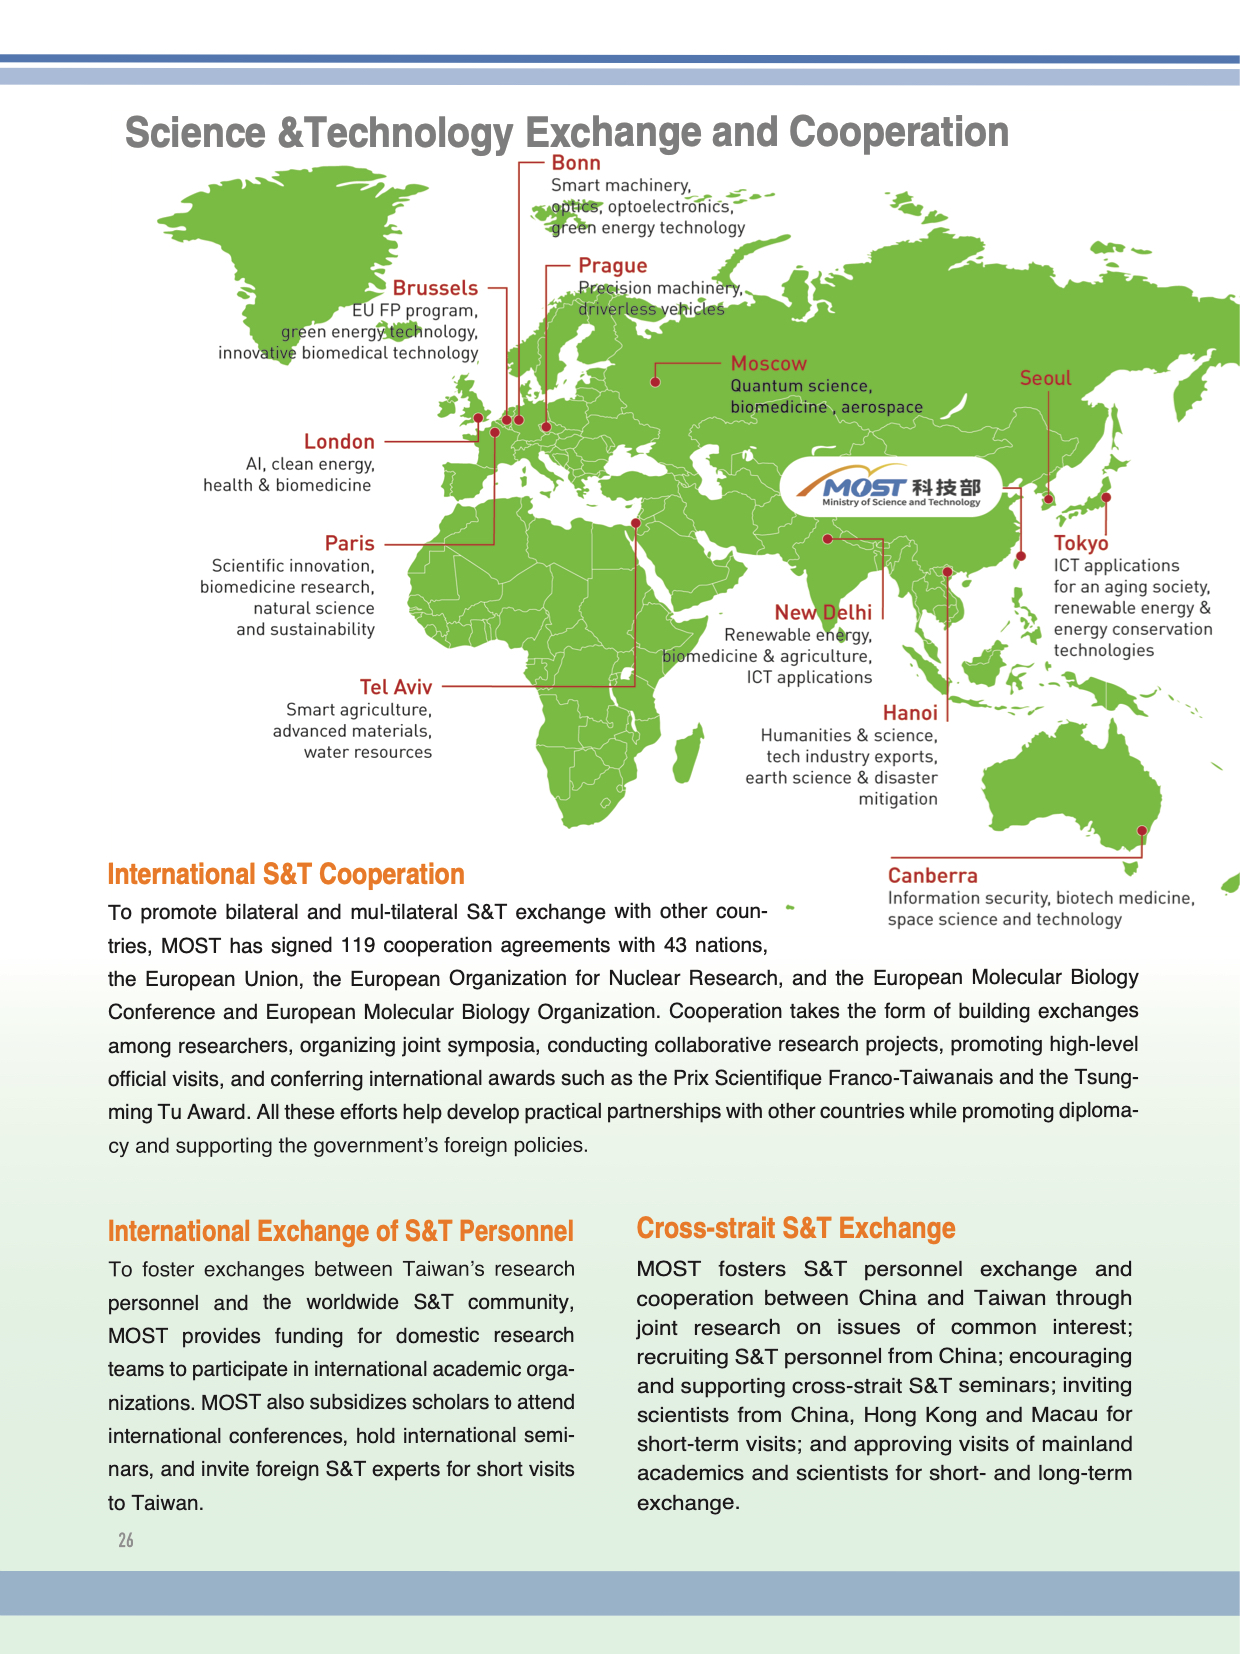 Science &Technology Exchange and Cooperation
Bonn
Smart machinery,
optics, optoelectronics,
green energy technology
Prague
Precision machinery,
driverless vehicles
Brussels
EU FP program,
green energy technology,
innovative biomedical technology
Moscow
Quantum science,
biomedicine , aerospace
Seoul
London
AI, clean energy,
health & biomedicine
MOST 科技部
Ministry of Science and Technology
Paris
Scientific innovation,
biomedicine research,
natural science
and sustainability
Tokyo
ICT applications
for an aging society,
renewable energy &
energy conservation
technologies
New Delhi
Renewable energy,
biomedicine & agriculture,
ICT applications
Tel Aviv
Smart agriculture,
advanced materials,
water resources
Hanoi
Humanities & science,
tech industry exports,
earth science & disaster
mitigation
Canberra
Information security, biotech medicine,
space science and technology
International S&T Cooperation
To promote bilateral and mul-tilateral S&T exchange with other coun-
tries, MOST has signed 119 cooperation agreements with 43 nations,
the European Union, the European Organization for Nuclear Research, and the European Molecular Biology
Conference and European Molecular Biology Organization. Cooperation takes the form of building exchanges
among researchers, organizing joint symposia, conducting collaborative research projects, promoting high-level
official visits, and conferring international awards such as the Prix Scientifique Franco-Taiwanais and the Tsung-
ming Tu Award. All these efforts help develop practical partnerships with other countries while promoting diploma-
cy and supporting the government's foreign policies.
International Exchange of S&T Personnel
To foster exchanges between Taiwan's research
personnel and the worldwide S&T community,
MOST provides funding for domestic research
teams to participate in international academic orga-
nizations. MOST also subsidizes scholars to attend
international conferences, hold international semi-
nars, and invite foreign S&T experts for short visits
to Taiwan.
Cross-strait S&T Exchange
MOST fosters S&T personnel exchange and
cooperation between China and Taiwan through
joint research on issues of common interest;
recruiting S&T personnel from China; encouraging
and supporting cross-strait S&T seminars; inviting
scientists from China, Hong Kong and Macau for
short-term visits; and approving visits of mainland
academics and scientists for short- and long-term
exchange.
26